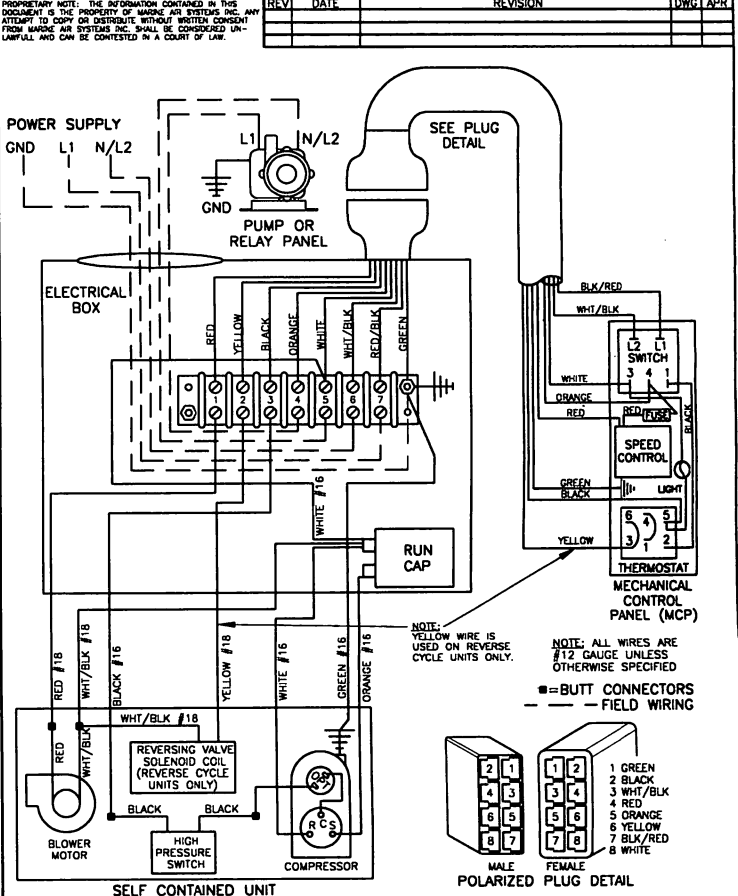 PROPRIETARY NOTE: THE INFORMATION CONTAINED IN THIS
DOCUMENT IS THE PROPERTY OF MARINE AIR SYSTEMS INC. ANY
ATTEMPT TO COPY OR DISTRIBUTE WITHOUT WRITTEN CONSENT
FROM MARINE AIR SYSTEMS INC. SHALL BE CONSIDERED UN-
LAWFULL AND CAN BE CONTESTED IN A COURT OF LAW.
REV DATE REVISION DWG APR
POWER SUPPLY
GND L1 N/L2
L1 N/L2
GND
PUMP OR
RELAY PANEL
SEE PLUG
DETAIL
ELECTRICAL
BOX
RED
YELLOW
BLACK
ORANGE
WHITE
WHT/BLK
RED/BLK
GREEN
1 2 3 4 5 6 7
BLK/RED
WHT/BLK
L2 L1
SWITCH
3 4 1
WHITE
ORANGE
RED
RED
FUSE
BLACK
SPEED
CONTROL
GREEN
BLACK
LIGHT
YELLOW
6 4 5
3 1 2
THERMOSTAT
MECHANICAL
CONTROL
PANEL (MCP)
WHITE #16
RUN
CAP
NOTE:
YELLOW WIRE IS
USED ON REVERSE
CYCLE UNITS ONLY.
NOTE: ALL WIRES ARE
#12 GAUGE UNLESS
OTHERWISE SPECIFIED
=BUTT CONNECTORS
FIELD WIRING
RED #18
WHT/BLK #18
BLACK #16
YELLOW #18
WHITE #16
GREEN #16
ORANGE #16
WHT/BLK #18
RED
WHT/BLK
REVERSING VALVE
SOLENOID COIL
(REVERSE CYCLE
UNITS ONLY)
BLACK BLACK
HIGH
PRESSURE
SWITCH
BLOWER
MOTOR
R C S
COMPRESSOR
SELF CONTAINED UNIT
2 1
4 3
6 5
8 7
MALE
1 2
3 4
5 6
7 8
FEMALE
1 GREEN
2 BLACK
3 WHT/BLK
4 RED
5 ORANGE
6 YELLOW
7 BLK/RED
8 WHITE
POLARIZED PLUG DETAIL